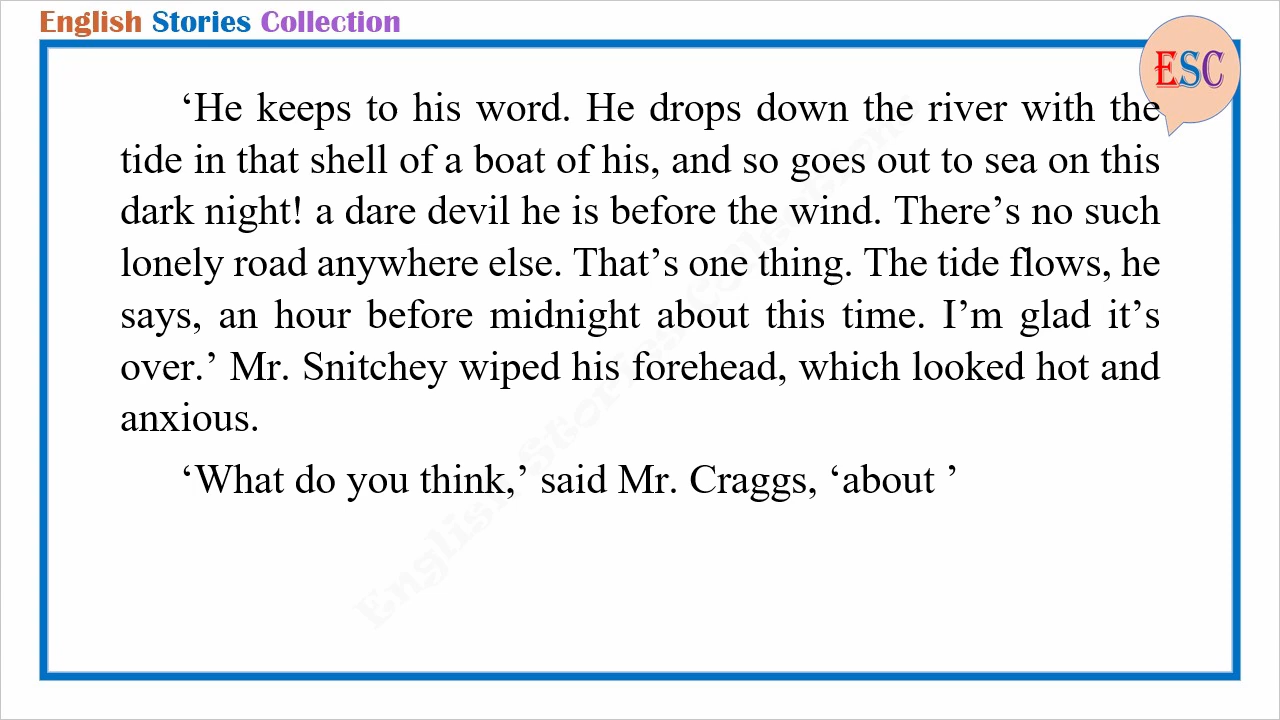 English Stories Collection
ESC
‘He keeps to his word. He drops down the river with the
tide in that shell of a boat of his, and so goes out to sea on this
dark night! a dare devil he is before the wind. There’s no such
lonely road anywhere else. That’s one thing. The tide flows, he
says, an hour before midnight about this time. I’m glad it’s
over.’ Mr. Snitchey wiped his forehead, which looked hot and
anxious.
‘What do you think,’ said Mr. Craggs, ‘about ’
English Stories Collection